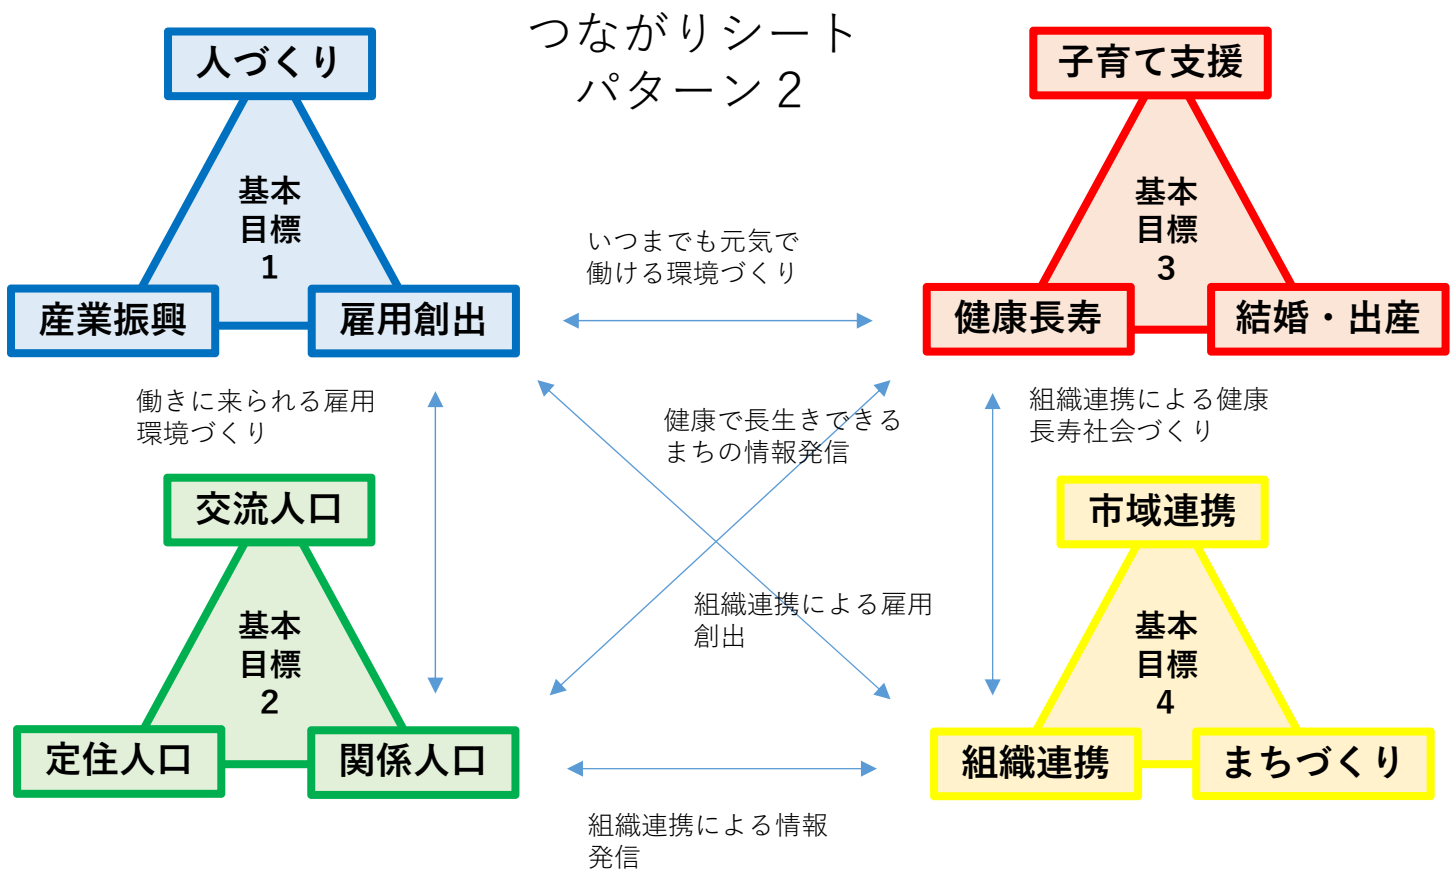 つながりシート
パターン２
人づくり
基本
目標
1
産業振興
雇用創出
子育て支援
基本
目標
3
健康長寿
結婚・出産
いつまでも元気で
働ける環境づくり
働きに来られる雇用
環境づくり
健康で長生きできる
まちの情報発信
組織連携による健康
長寿社会づくり
交流人口
基本
目標
2
定住人口
関係人口
組織連携による雇用
創出
市域連携
基本
目標
4
組織連携
まちづくり
組織連携による情報
発信